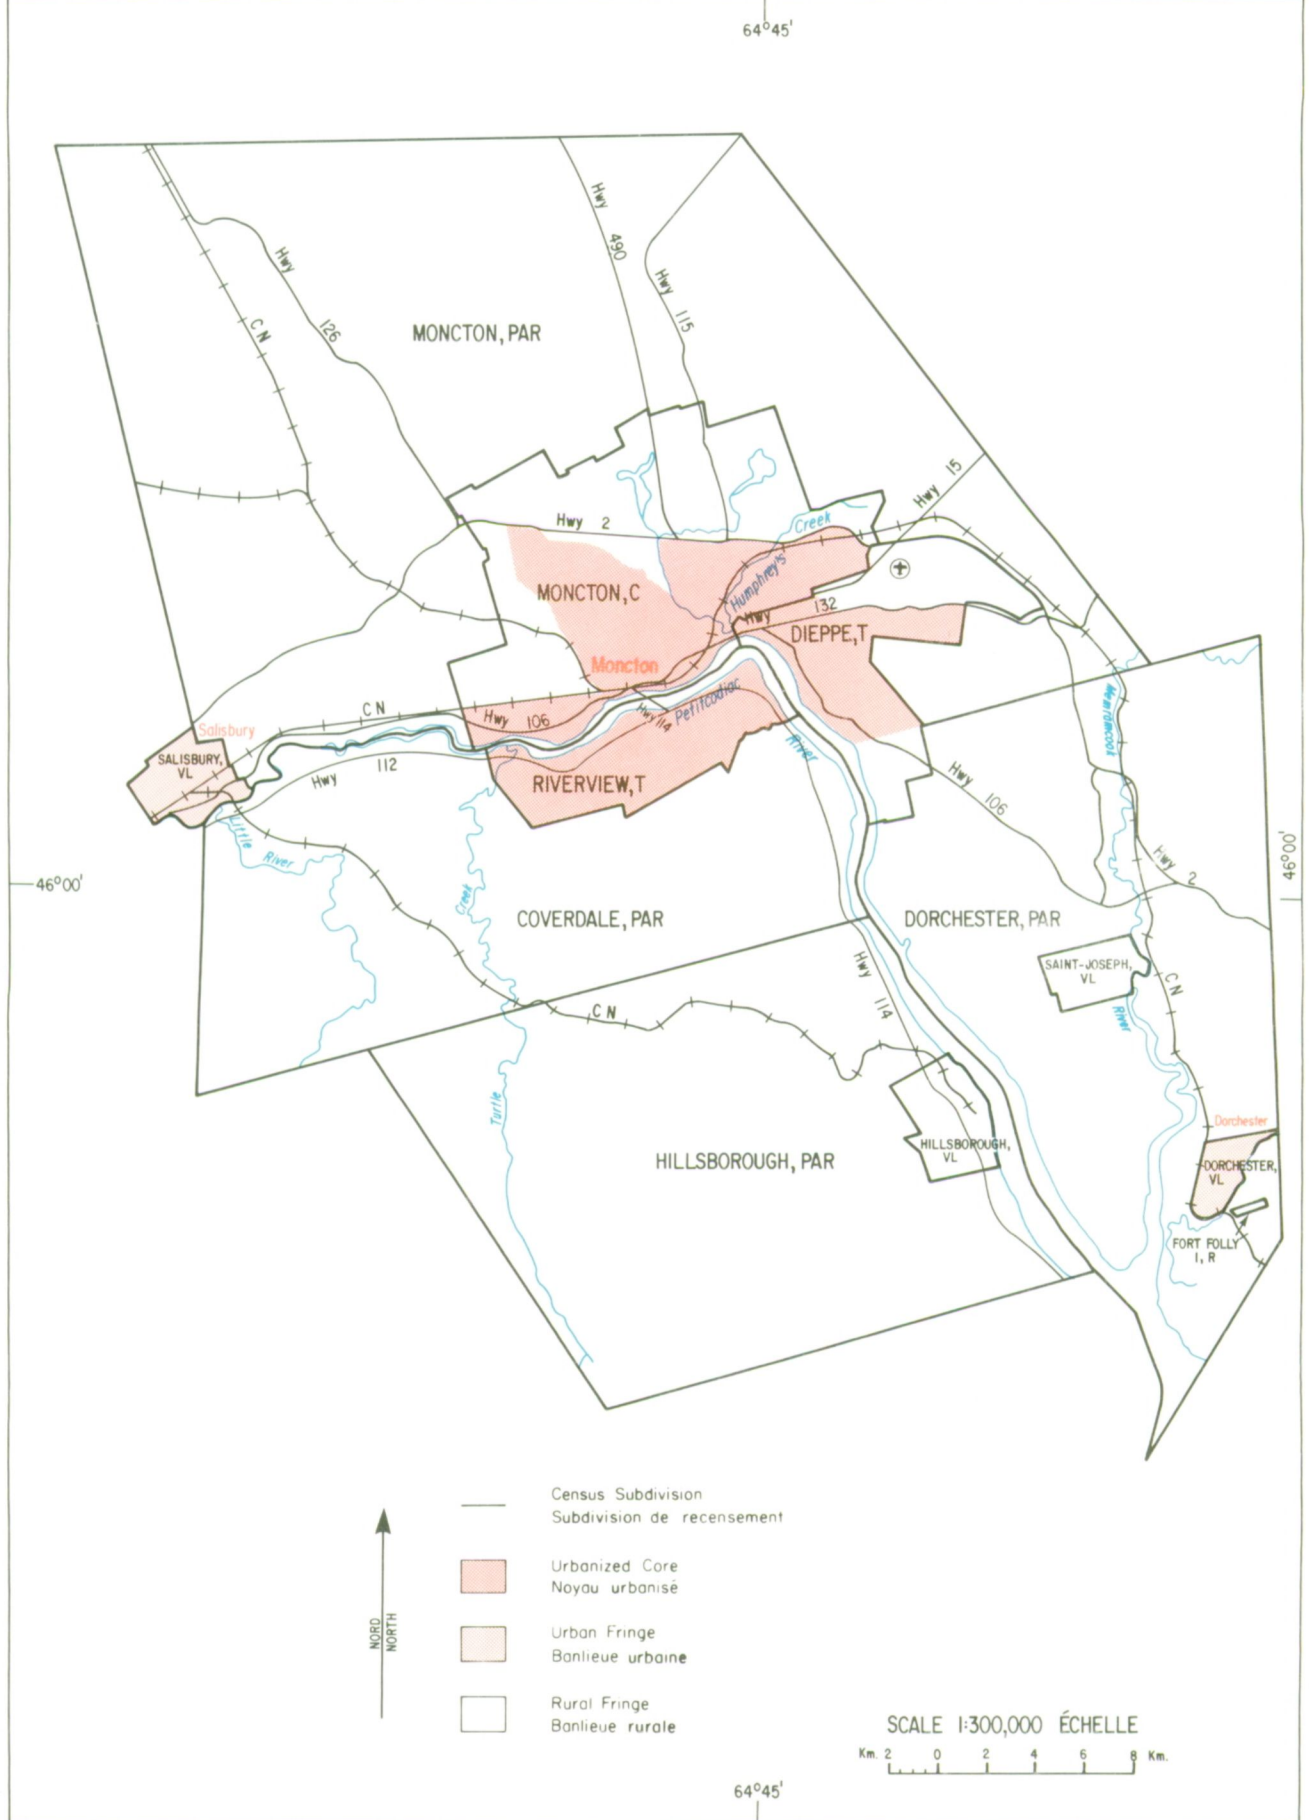 64°45'
Hwy
490
Hwy
115
Hwy
126
CN
MONCTON, PAR
Hwy 15
Hwy 2
Creek
Humphrey's
MONCTON, C
Hwy 132
DIEPPE, T
Moncton
Petitcodiac
River
Hwy 114
CN
Hwy 106
Salisbury
SALISBURY,
VL
Hwy 112
RIVERVIEW, T
Memramcook
Hwy 106
Little River
Hwy 2
46°00'
46°00'
Creek
COVERDALE, PAR
DORCHESTER, PAR
SAINT-JOSEPH,
VL
CN
River
Hwy 114
CN
Turtle
Dorchester
HILLSBOROUGH,
VL
HILLSBOROUGH, PAR
DORCHESTER,
VL
FORT FOLLY
I, R
Census Subdivision
Subdivision de recensement
Urbanized Core
Noyau urbanisé
Urban Fringe
Banlieue urbaine
Rural Fringe
Banlieue rurale
NORD
NORTH
SCALE 1:300,000 ÉCHELLE
Km. 2 0 2 4 6 8 Km.
64°45'